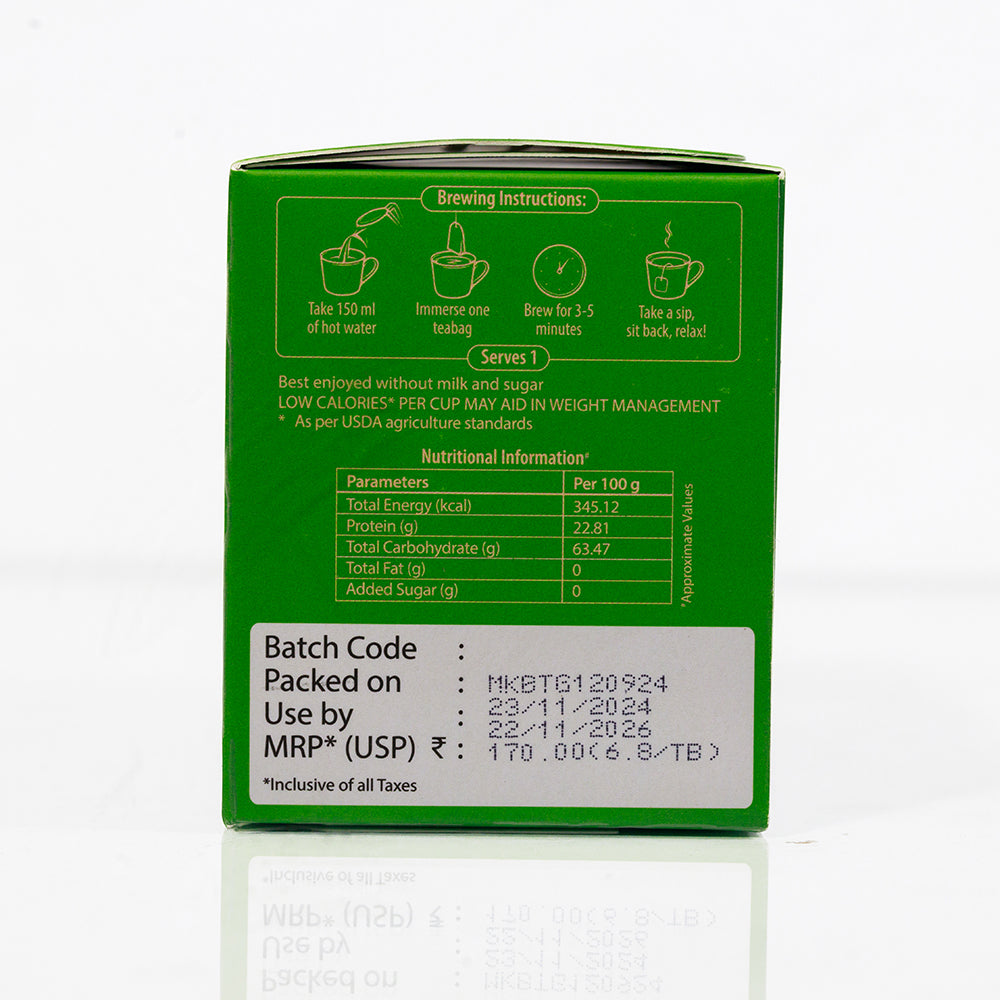 Brewing Instructions:
Take 150 ml
of hot water
Immerse one
teabag
Brew for 3-5
minutes
Take a sip,
sit back, relax!
Serves 1
Best enjoyed without milk and sugar
LOW CALORIES* PER CUP MAY AID IN WEIGHT MANAGEMENT
* As per USDA agriculture standards
Nutritional Information#
Parameters Per 100 g
Total Energy (kcal) 345.12
Protein (g) 22.81
Total Carbohydrate (g) 63.47
Total Fat (g) 0
Added Sugar (g) 0
#Approximate Values
Batch Code : MKBTG120924
Packed on : 23/11/2024
Use by : 22/11/2026
MRP* (USP) ₹ : 170.00(6.8/TB)
*Inclusive of all Taxes